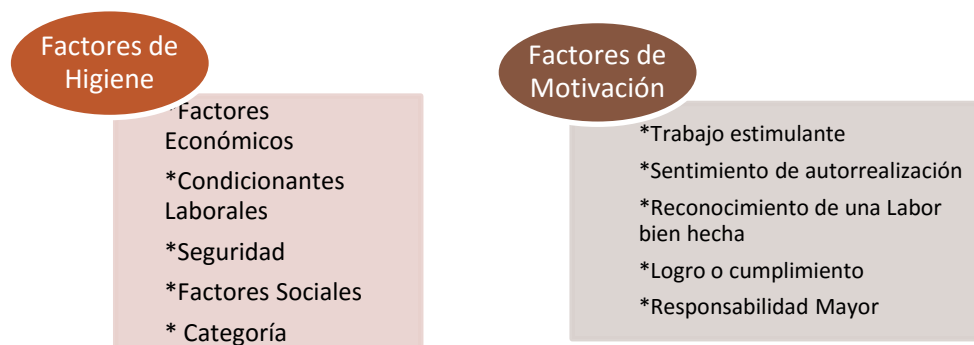 Factores de
Higiene
*Factores
Económicos
*Condicionantes
Laborales
*Seguridad
*Factores Sociales
* Categoría
Factores de
Motivación
*Trabajo estimulante
*Sentimiento de autorrealización
*Reconocimiento de una Labor
bien hecha
*Logro o cumplimiento
*Responsabilidad Mayor